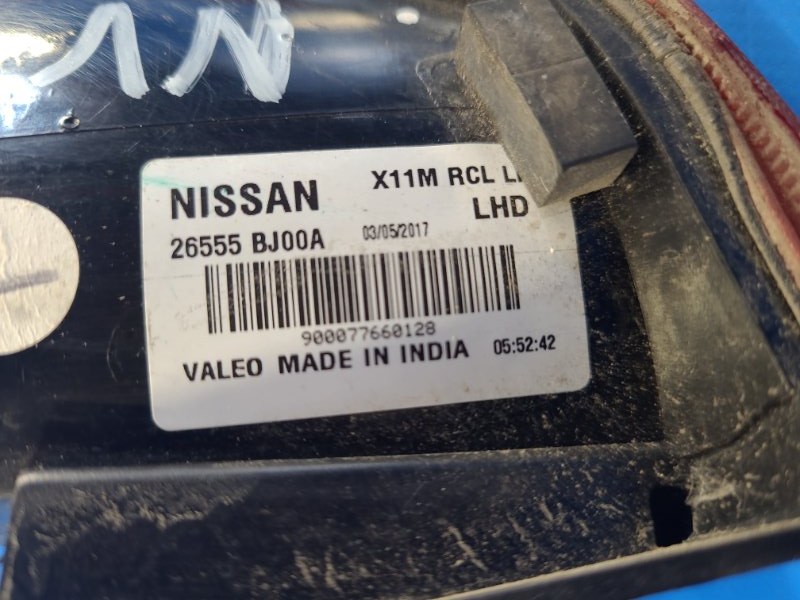 NISSAN X11M RCL
LHD
26555 BJ00A 03/05/2017
900077660128
VALEO MADE IN INDIA 05:52:42